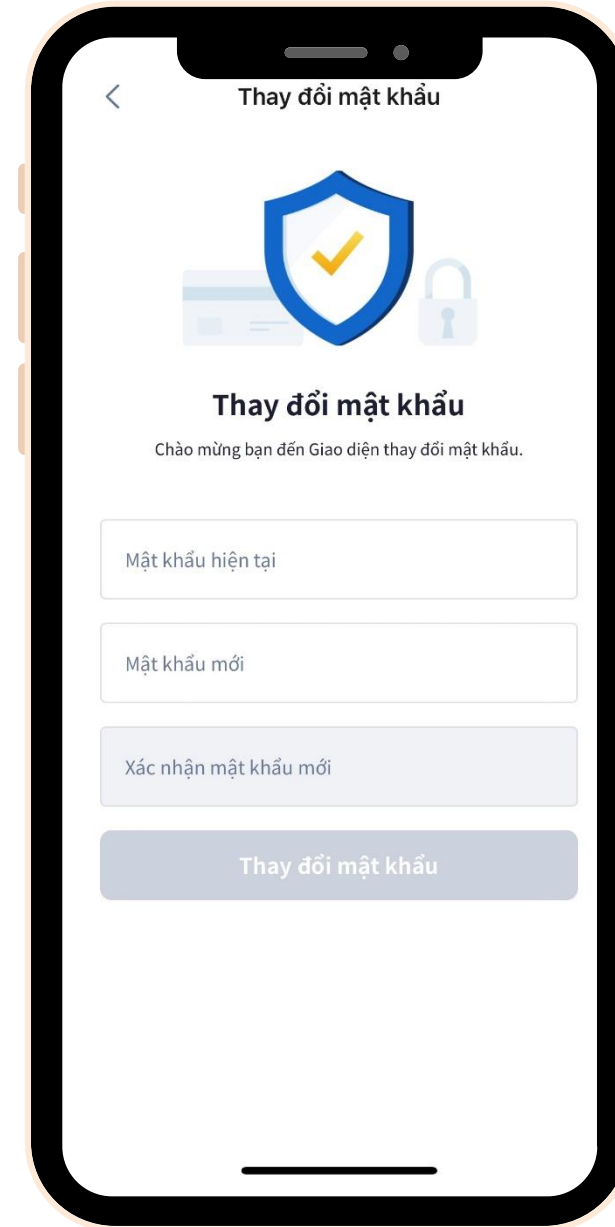 Thay đổi mật khẩu
Thay đổi mật khẩu
Chào mừng bạn đến Giao diện thay đổi mật khẩu.
Mật khẩu hiện tại
Mật khẩu mới
Xác nhận mật khẩu mới
Thay đổi mật khẩu